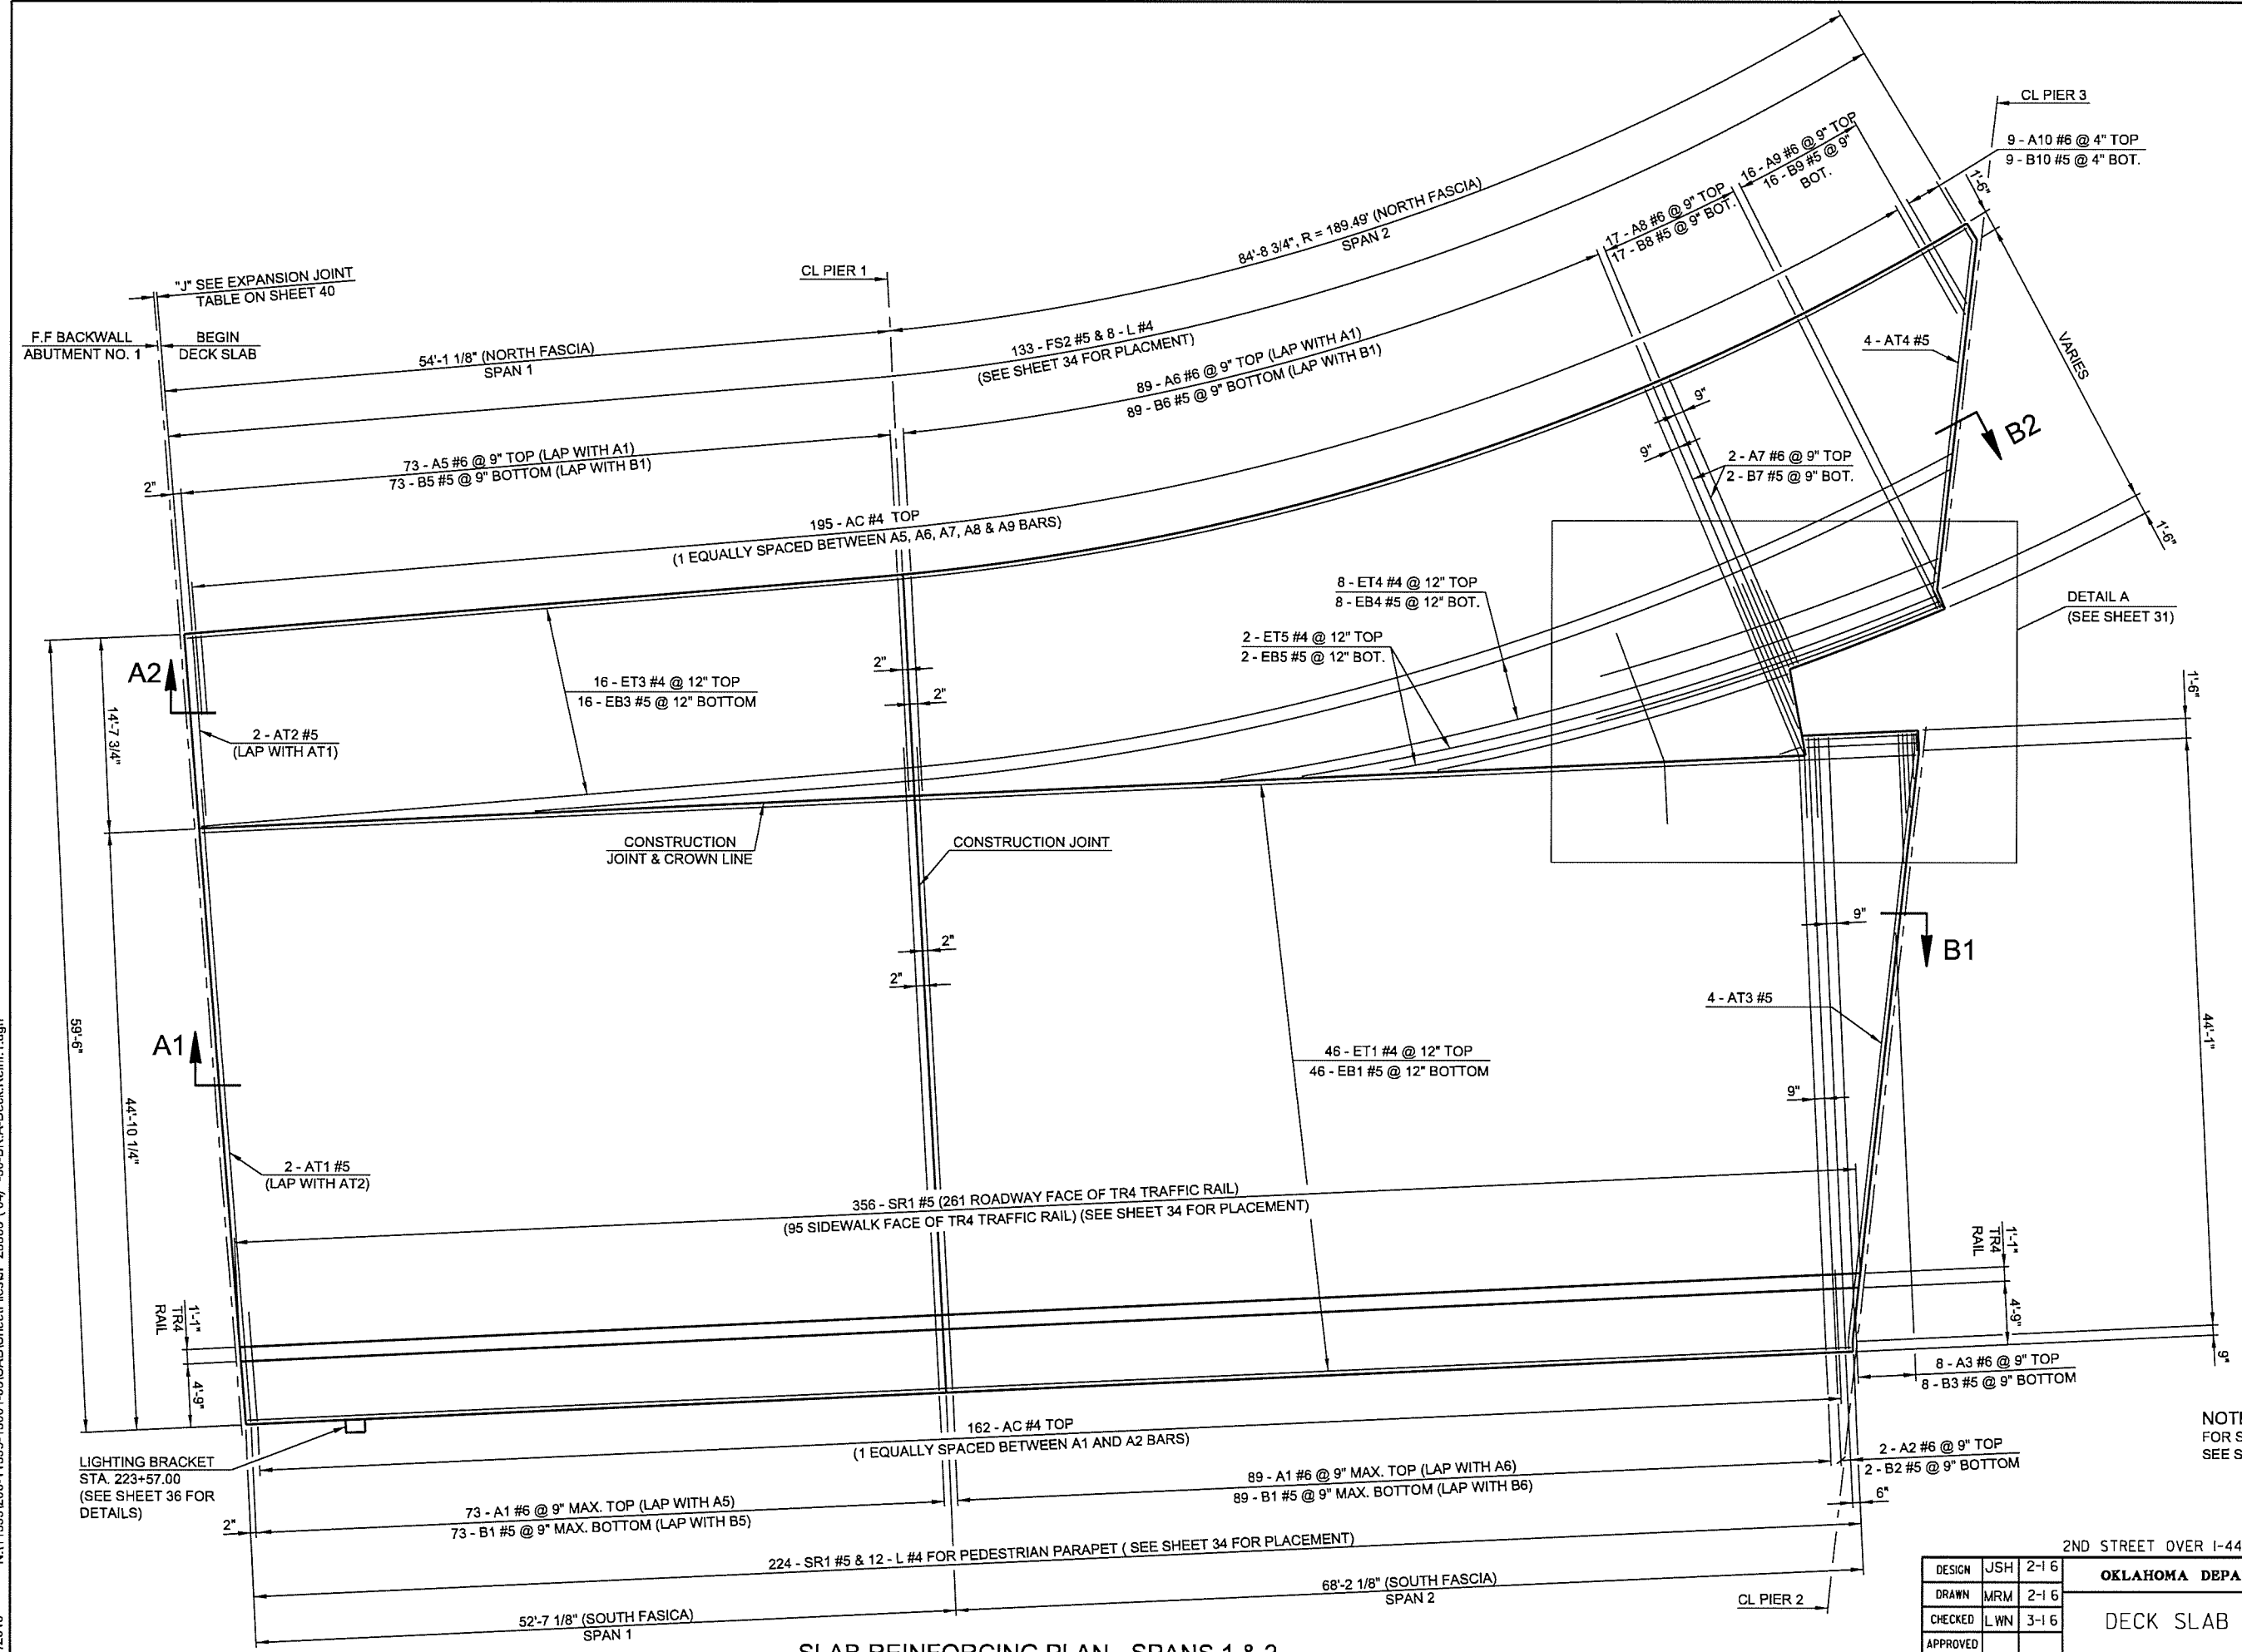 CL PIER 3
9 - A10 #6 @ 4" TOP
9 - B10 #5 @ 4" BOT.
1'-6"
16 - A9 #6 @ 9" TOP
16 - B9 #5 @ 9"
BOT.
17 - A8 #6 @ 9" TOP
17 - B8 #5 @ 9" BOT.
84'-8 3/4", R = 189.49' (NORTH FASCIA)
SPAN 2
CL PIER 1
"J" SEE EXPANSION JOINT
TABLE ON SHEET 40
F.F BACKWALL
ABUTMENT NO. 1
BEGIN
DECK SLAB
54'-1 1/8" (NORTH FASCIA)
SPAN 1
133 - FS2 #5 & 8 - L #4
(SEE SHEET 34 FOR PLACMENT)
89 - A6 #6 @ 9" TOP (LAP WITH A1)
89 - B6 #5 @ 9" BOTTOM (LAP WITH B1)
4 - AT4 #5
VARIES
9"
9"
B2
2 - A7 #6 @ 9" TOP
2 - B7 #5 @ 9" BOT.
73 - A5 #6 @ 9" TOP (LAP WITH A1)
73 - B5 #5 @ 9" BOTTOM (LAP WITH B1)
2"
195 - AC #4 TOP
(1 EQUALLY SPACED BETWEEN A5, A6, A7, A8 & A9 BARS)
1'-6"
8 - ET4 #4 @ 12" TOP
8 - EB4 #5 @ 12" BOT.
DETAIL A
(SEE SHEET 31)
2 - ET5 #4 @ 12" TOP
2 - EB5 #5 @ 12" BOT.
A2
16 - ET3 #4 @ 12" TOP
16 - EB3 #5 @ 12" BOTTOM
2"
2"
1'-6"
14'-7 3/4"
2 - AT2 #5
(LAP WITH AT1)
CONSTRUCTION
JOINT & CROWN LINE
CONSTRUCTION JOINT
9"
B1
2"
2"
4 - AT3 #5
59'-6"
A1
44'-1"
46 - ET1 #4 @ 12" TOP
46 - EB1 #5 @ 12" BOTTOM
9"
44'-10 1/4"
2 - AT1 #5
(LAP WITH AT2)
356 - SR1 #5 (261 ROADWAY FACE OF TR4 TRAFFIC RAIL)
(95 SIDEWALK FACE OF TR4 TRAFFIC RAIL) (SEE SHEET 34 FOR PLACEMENT)
1'-1"
TR4
RAIL
4'-9"
1'-1"
TR4
RAIL
4'-9"
9"
8 - A3 #6 @ 9" TOP
8 - B3 #5 @ 9" BOTTOM
162 - AC #4 TOP
(1 EQUALLY SPACED BETWEEN A1 AND A2 BARS)
NOTE
FOR S
SEE S
2 - A2 #6 @ 9" TOP
2 - B2 #5 @ 9" BOTTOM
LIGHTING BRACKET
STA. 223+57.00
(SEE SHEET 36 FOR
DETAILS)
89 - A1 #6 @ 9" MAX. TOP (LAP WITH A6)
89 - B1 #5 @ 9" MAX. BOTTOM (LAP WITH B6)
6"
2"
73 - A1 #6 @ 9" MAX. TOP (LAP WITH A5)
73 - B1 #5 @ 9" MAX. BOTTOM (LAP WITH B5)
224 - SR1 #5 & 12 - L #4 FOR PEDESTRIAN PARAPET ( SEE SHEET 34 FOR PLACEMENT)
68'-2 1/8" (SOUTH FASCIA)
SPAN 2
CL PIER 2
52'-7 1/8" (SOUTH FASICA)
SPAN 1
SLAB REINFORCING PLAN - SPANS 1 & 2
2ND STREET OVER I-44
DESIGN JSH 2-16
OKLAHOMA DEPA
DRAWN MRM 2-16
CHECKED LWN 3-16
DECK SLAB
APPROVED